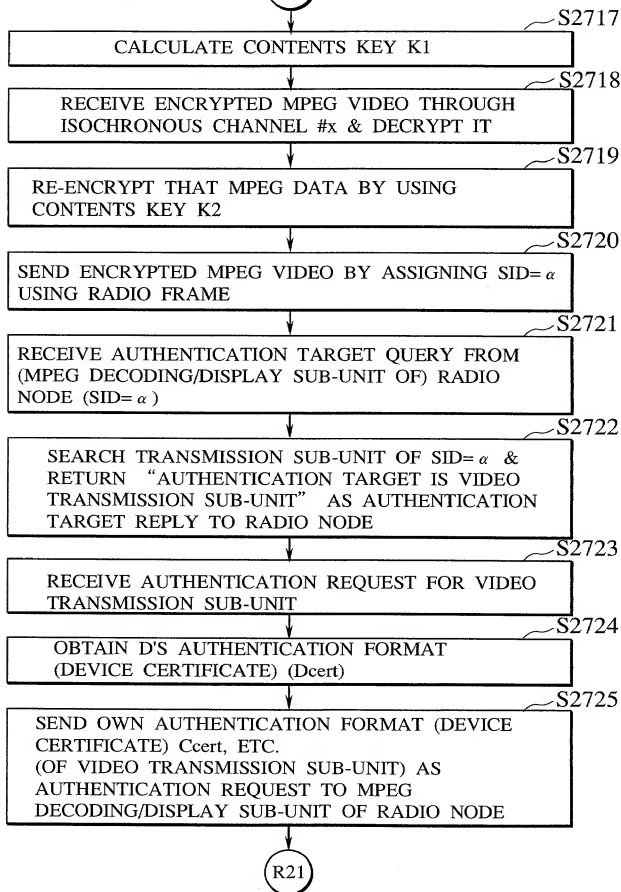 S2717
CALCULATE CONTENTS KEY K1
S2718
RECEIVE ENCRYPTED MPEG VIDEO THROUGH
ISOCHRONOUS CHANNEL #x & DECRYPT IT
S2719
RE-ENCRYPT THAT MPEG DATA BY USING
CONTENTS KEY K2
S2720
SEND ENCRYPTED MPEG VIDEO BY ASSIGNING SID= α
USING RADIO FRAME
S2721
RECEIVE AUTHENTICATION TARGET QUERY FROM
(MPEG DECODING/DISPLAY SUB-UNIT OF) RADIO
NODE (SID= α )
S2722
SEARCH TRANSMISSION SUB-UNIT OF SID= α &
RETURN “AUTHENTICATION TARGET IS VIDEO
TRANSMISSION SUB-UNIT” AS AUTHENTICATION
TARGET REPLY TO RADIO NODE
S2723
RECEIVE AUTHENTICATION REQUEST FOR VIDEO
TRANSMISSION SUB-UNIT
S2724
OBTAIN D'S AUTHENTICATION FORMAT
(DEVICE CERTIFICATE) (Dcert)
S2725
SEND OWN AUTHENTICATION FORMAT (DEVICE
CERTIFICATE) Ccert, ETC.
(OF VIDEO TRANSMISSION SUB-UNIT) AS
AUTHENTICATION REQUEST TO MPEG
DECODING/DISPLAY SUB-UNIT OF RADIO NODE
R21